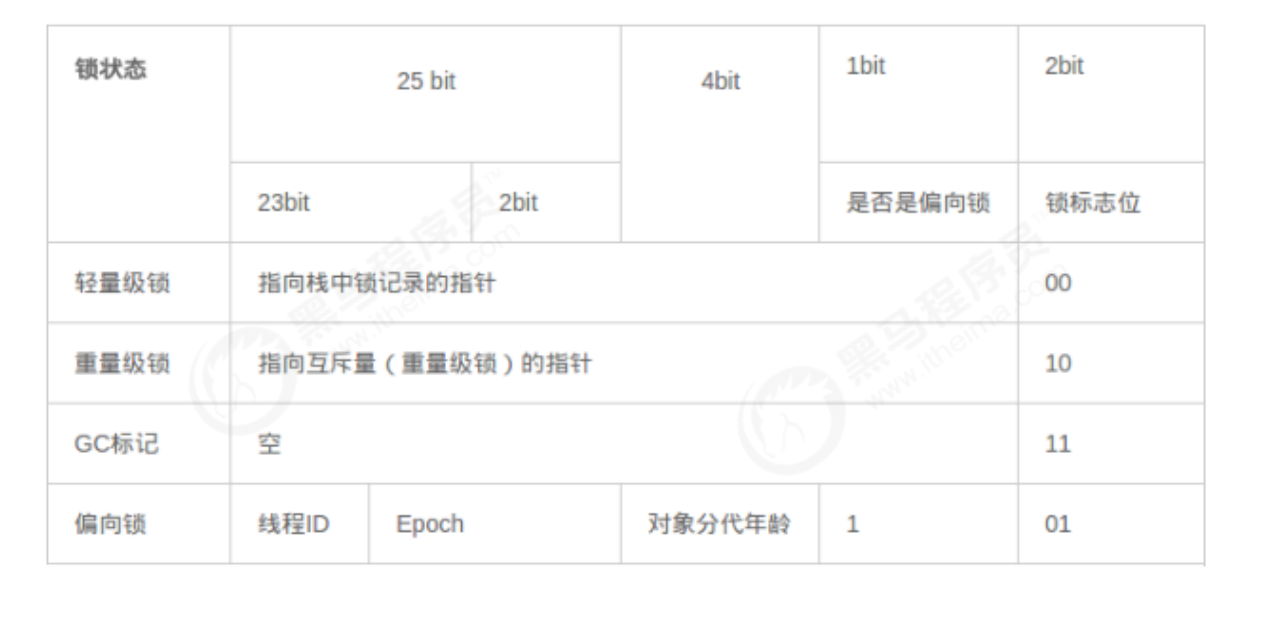 锁状态 25 bit 4bit 1bit 2bit
23bit 2bit 是否是偏向锁 锁标志位
轻量级锁 指向栈中锁记录的指针 00
重量级锁 指向互斥量（重量级锁）的指针 10
GC标记 空 11
偏向锁 线程ID Epoch 对象分代年龄 1 01
黑马程序员
www.itheima.com
黑马程序员
www.itheima.com